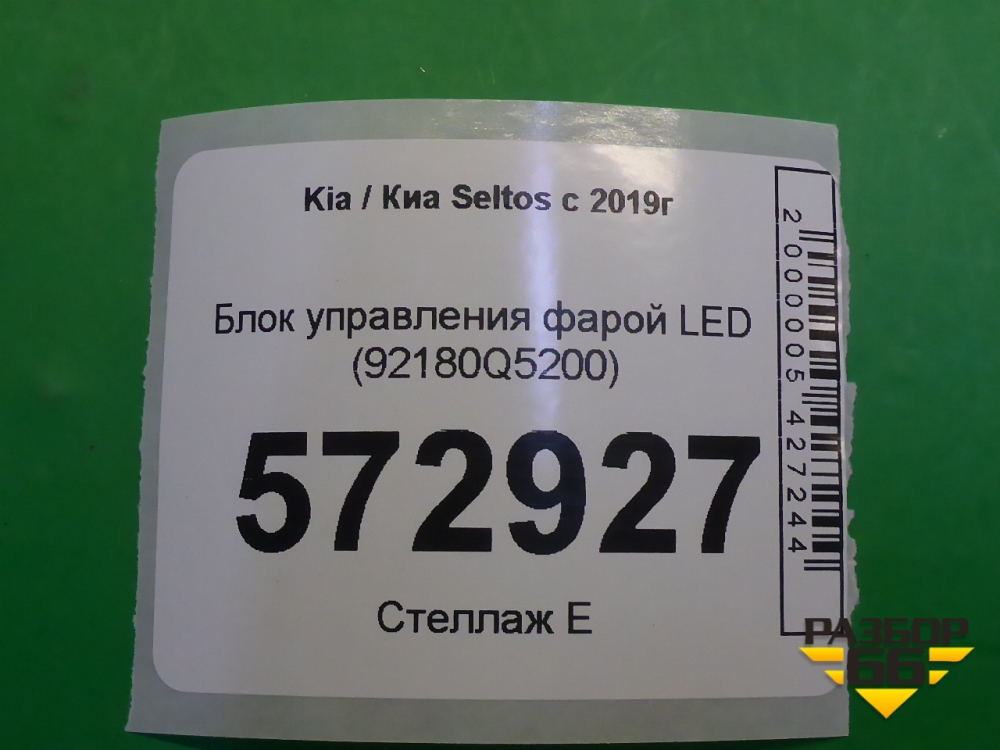 Kia / Киа Seltos с 2019г
Блок управления фарой LED
(92180Q5200)
572927
Стеллаж Е
2000005427244
РАЗБОР
66